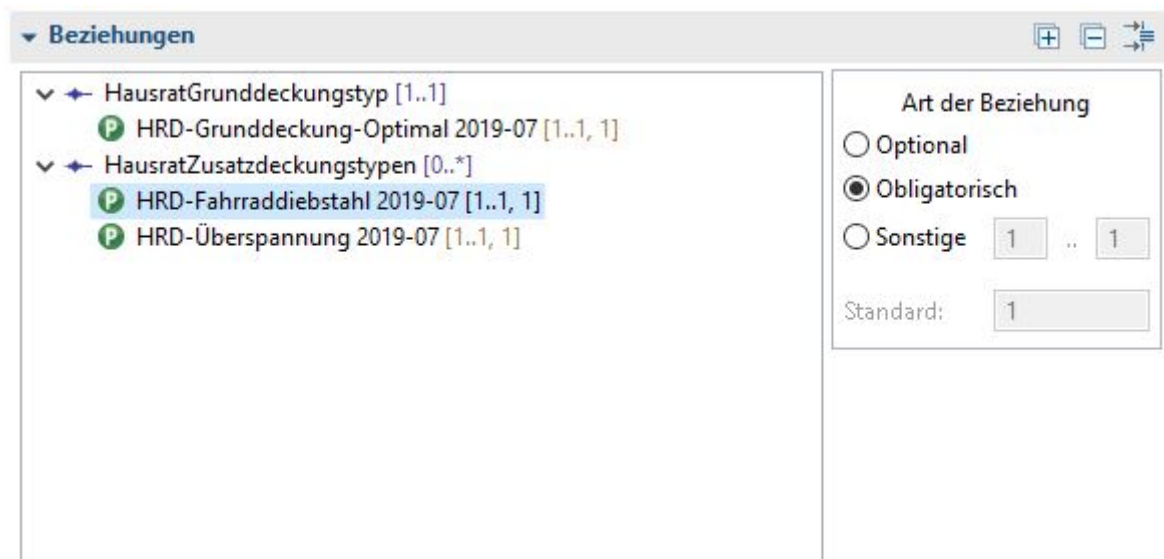 Beziehungen
HausratGrunddeckungstyp [1..1]
P HRD-Grunddeckung-Optimal 2019-07 [1..1, 1]
HausratZusatzdeckungstypen [0..*]
P HRD-Fahrraddiebstahl 2019-07 [1..1, 1]
P HRD-Überspannung 2019-07 [1..1, 1]
Art der Beziehung
Optional
Obligatorisch
Sonstige 1 .. 1
Standard: 1